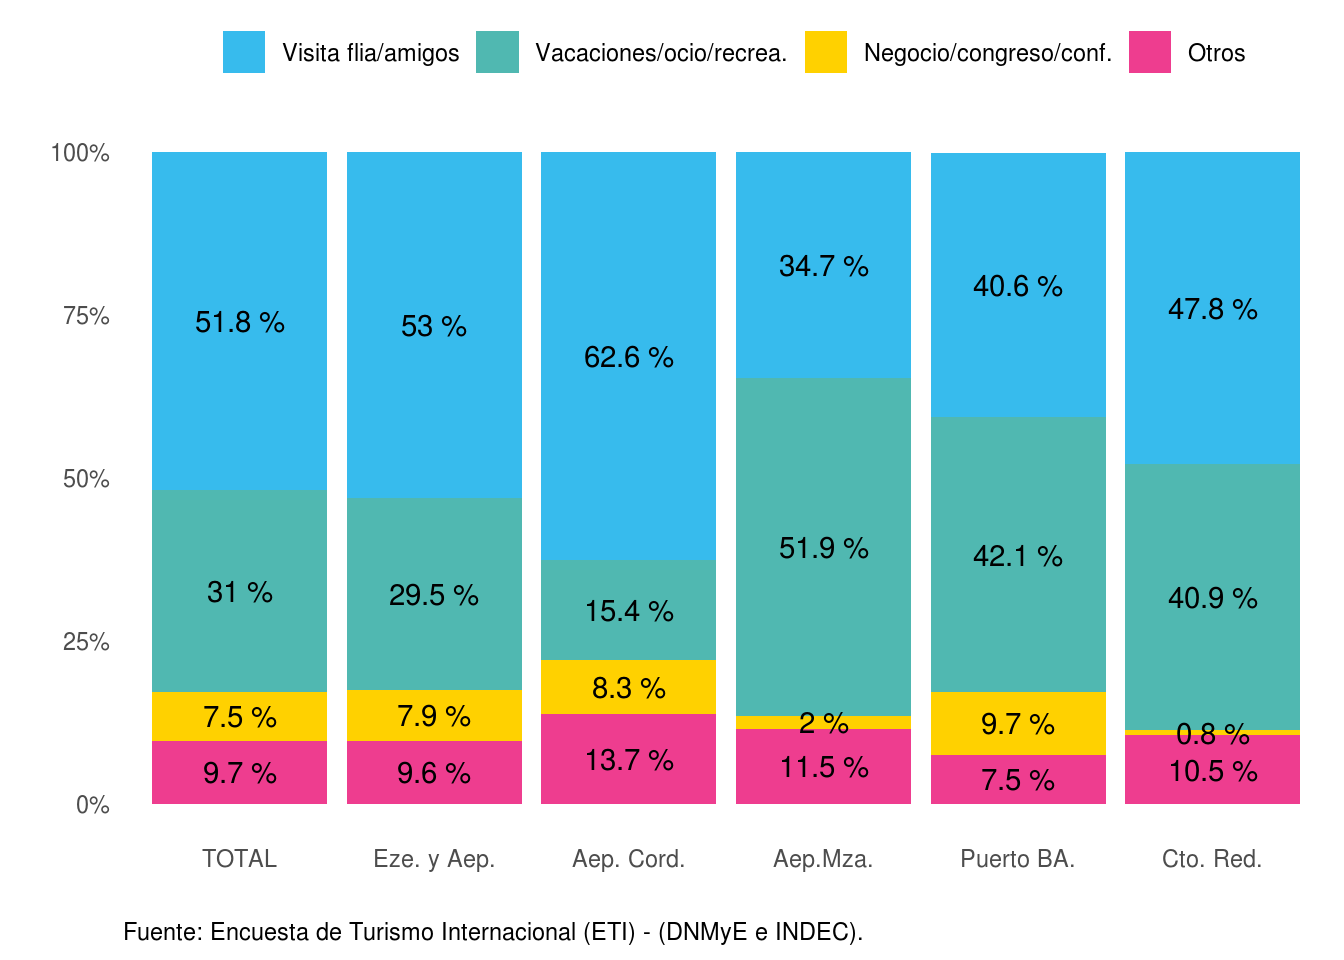 Visita flia/amigos Vacaciones/ocio/recrea. Negocio/congreso/conf. Otros
100%
75%
50%
25%
0%
51.8 % 53 % 62.6 % 34.7 % 40.6 % 47.8 %
31 % 29.5 % 15.4 % 51.9 % 42.1 % 40.9 %
7.5 % 7.9 % 8.3 % 2 % 9.7 % 0.8 %
9.7 % 9.6 % 13.7 % 11.5 % 7.5 % 10.5 %
TOTAL Eze. y Aep. Aep. Cord. Aep.Mza. Puerto BA. Cto. Red.
Fuente: Encuesta de Turismo Internacional (ETI) - (DNMyE e INDEC).